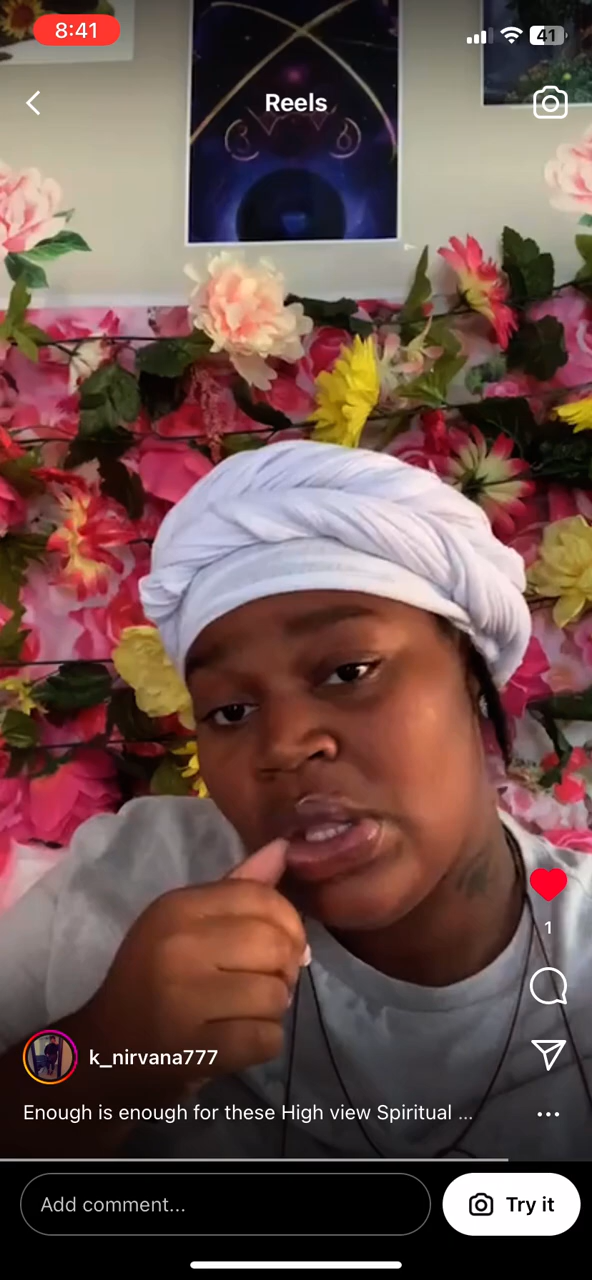 8:41
41
Reels
1
k_nirvana777
Enough is enough for these High view Spiritual ...
Add comment...
Try it